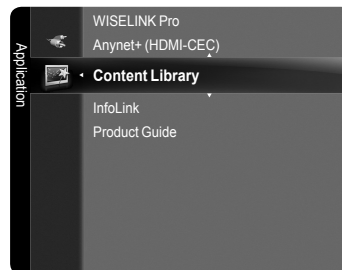 Application
WISELINK Pro
Anynet+ (HDMI-CEC)
Content Library
InfoLink
Product Guide